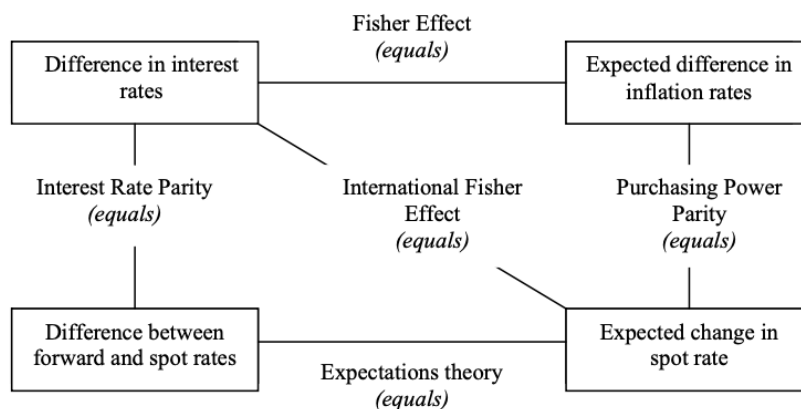 Fisher Effect
(equals)
Difference in interest
rates
Expected difference in
inflation rates
Interest Rate Parity
(equals)
International Fisher
Effect
(equals)
Purchasing Power
Parity
(equals)
Difference between
forward and spot rates
Expected change in
spot rate
Expectations theory
(equals)